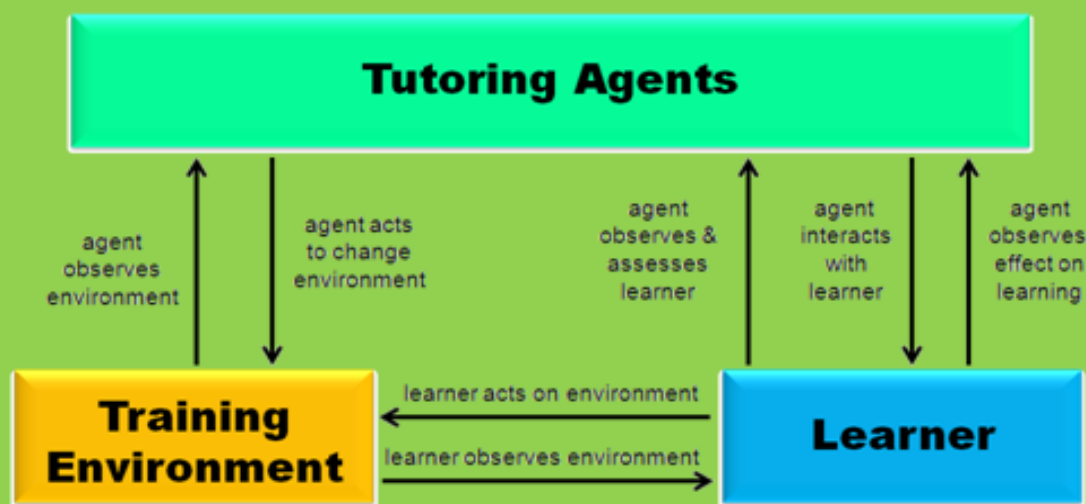 Tutoring Agents
agent
observes
environment
agent acts
to change
environment
agent
observes &
assesses
learner
agent
interacts
with
learner
agent
observes
effect on
learning
learner acts on environment
learner observes environment
Training
Environment
Learner